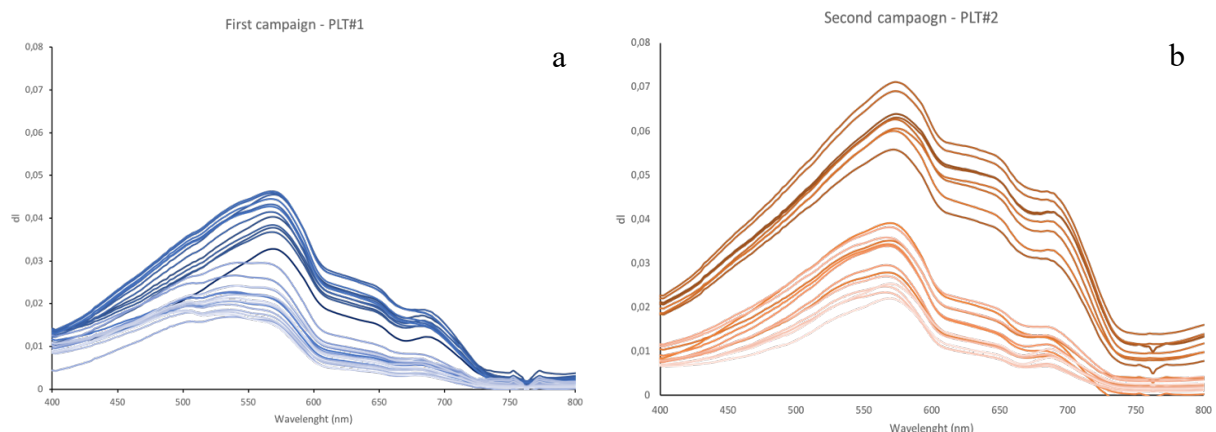 First campaign - PLT#1
a
0,08
0,07
0,06
0,05
0,04
0,03
0,02
0,01
0
dl
400 450 500 550 600 650 700 750 800
Wavelenght (nm)
Second campaogn - PLT#2
b
0,08
0,07
0,06
0,05
0,04
0,03
0,02
0,01
0
dl
400 450 500 550 600 650 700 750 800
Wavelenght (nm)